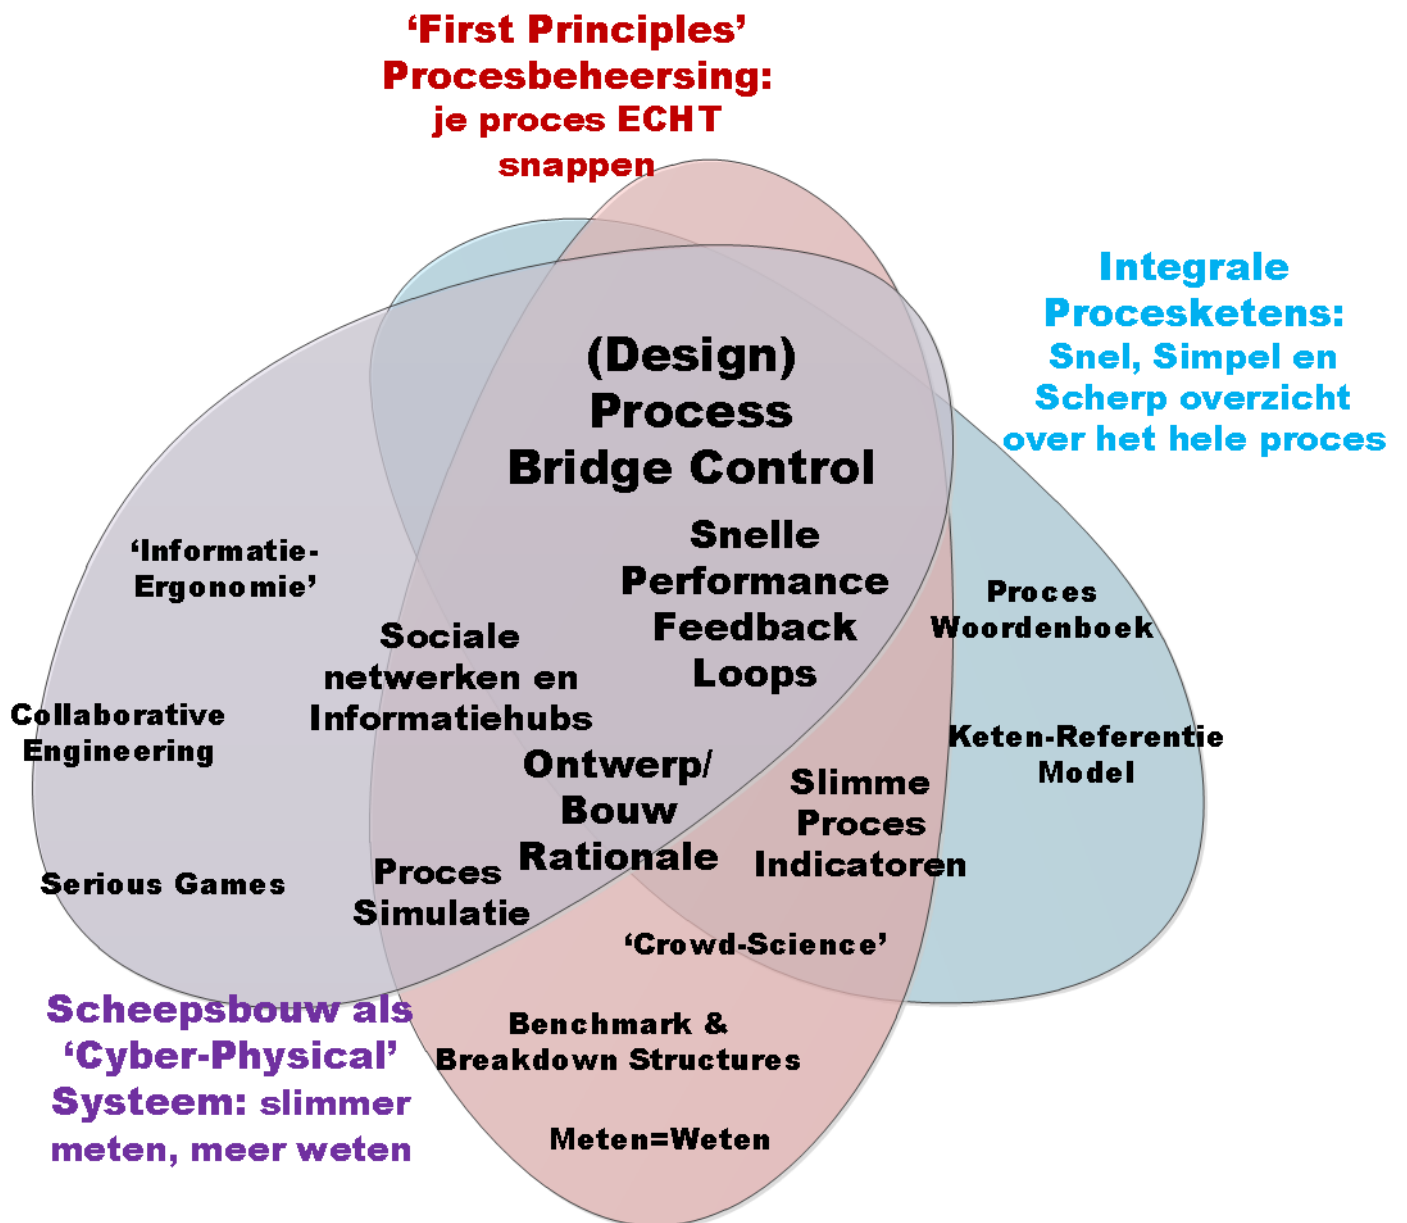 ‘First Principles’
Procesbeheersing:
je proces ECHT
snappen
Integrale
Procesketens:
Snel, Simpel en
Scherp overzicht
over het hele proces
(Design)
Process
Bridge Control
Snelle
Performance
Feedback
Loops
‘Informatie-
Ergonomie’
Proces
Woordenboek
Sociale
netwerken en
Informatiehubs
Collaborative
Engineering
Keten-Referentie
Model
Ontwerp/
Bouw
Rationale
Slimme
Proces
Indicatoren
Serious Games
Proces
Simulatie
‘Crowd-Science’
Scheepsbouw als
‘Cyber-Physical’
Systeem: slimmer
meten, meer weten
Benchmark &
Breakdown Structures
Meten=Weten